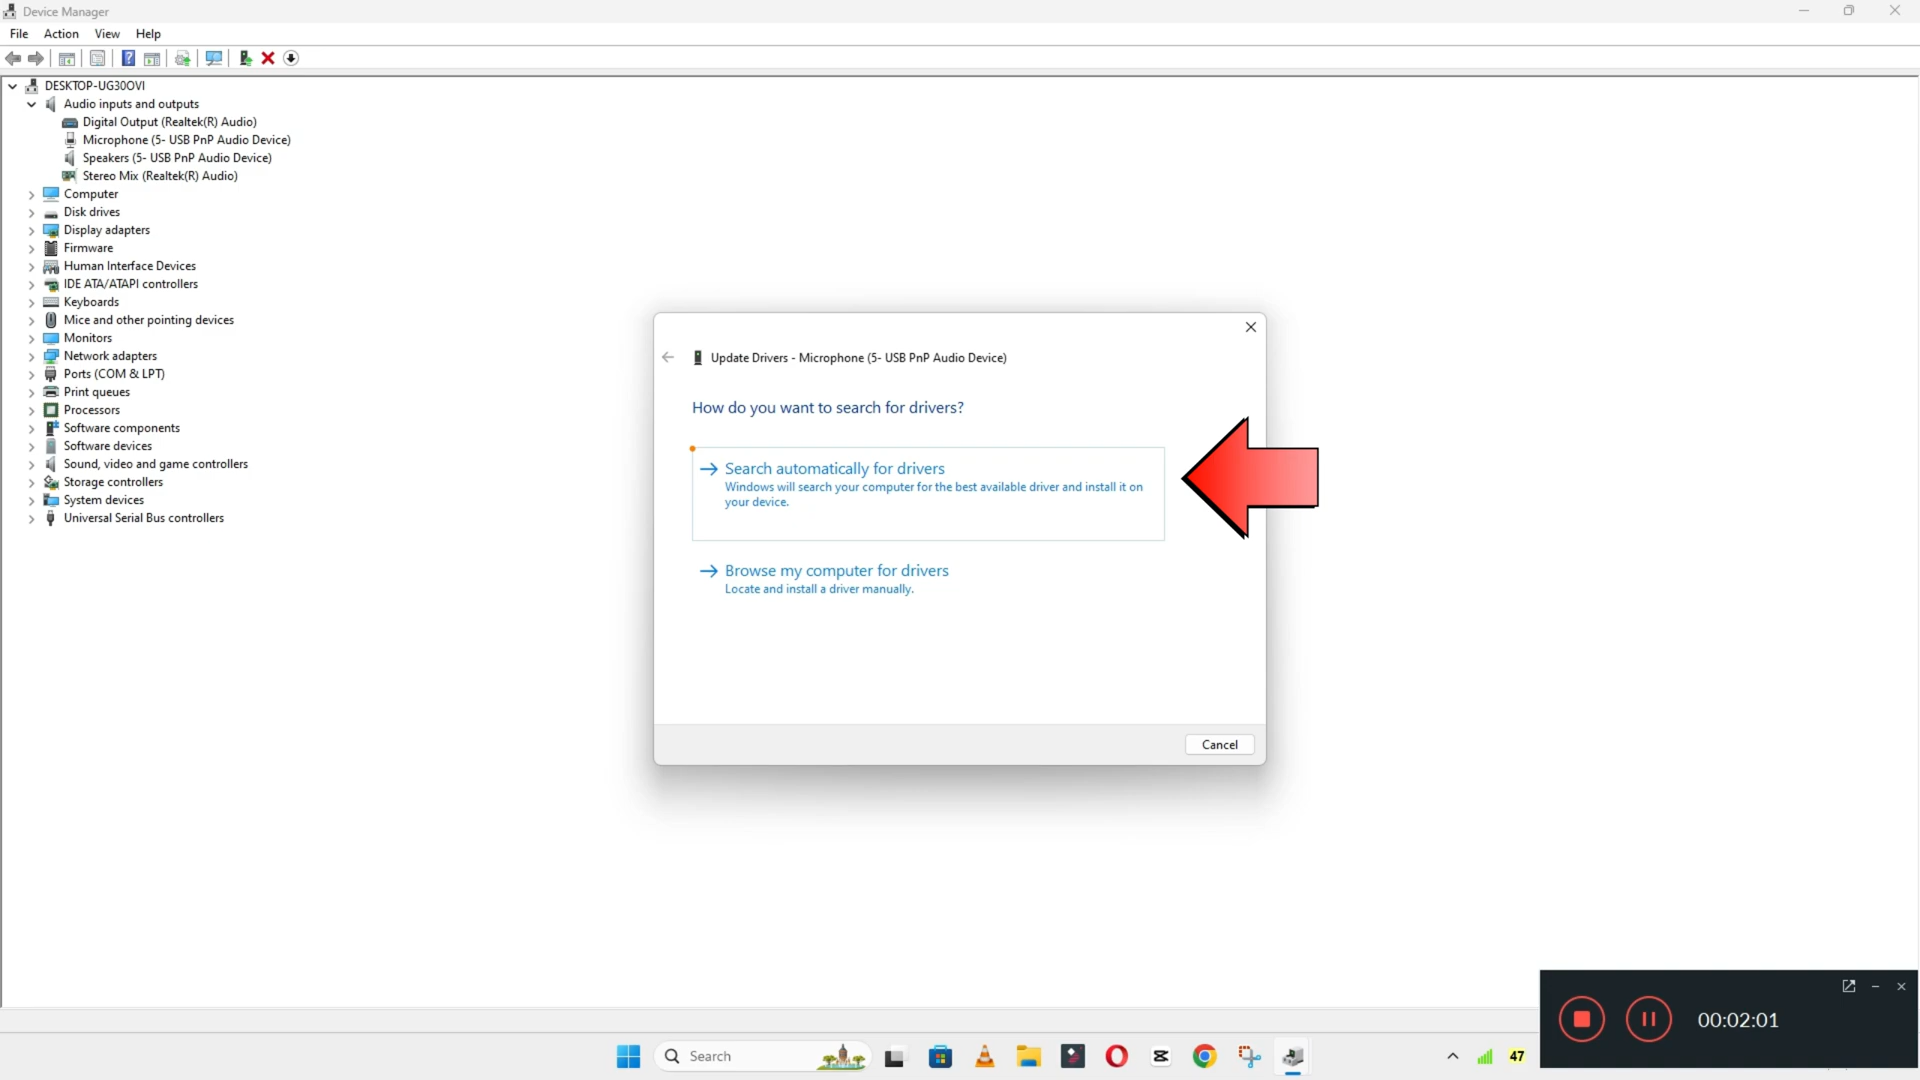 Device Manager
File Action View Help
DESKTOP-UG30OVI
Audio inputs and outputs
Digital Output (Realtek(R) Audio)
Microphone (5- USB PnP Audio Device)
Speakers (5- USB PnP Audio Device)
Stereo Mix (Realtek(R) Audio)
Computer
Disk drives
Display adapters
Firmware
Human Interface Devices
IDE ATA/ATAPI controllers
Keyboards
Mice and other pointing devices
Monitors
Network adapters
Ports (COM & LPT)
Print queues
Processors
Software components
Software devices
Sound, video and game controllers
Storage controllers
System devices
Universal Serial Bus controllers
Update Drivers - Microphone (5- USB PnP Audio Device)
How do you want to search for drivers?
Search automatically for drivers
Windows will search your computer for the best available driver and install it on
your device.
Browse my computer for drivers
Locate and install a driver manually.
Cancel
00:02:01
Search
47